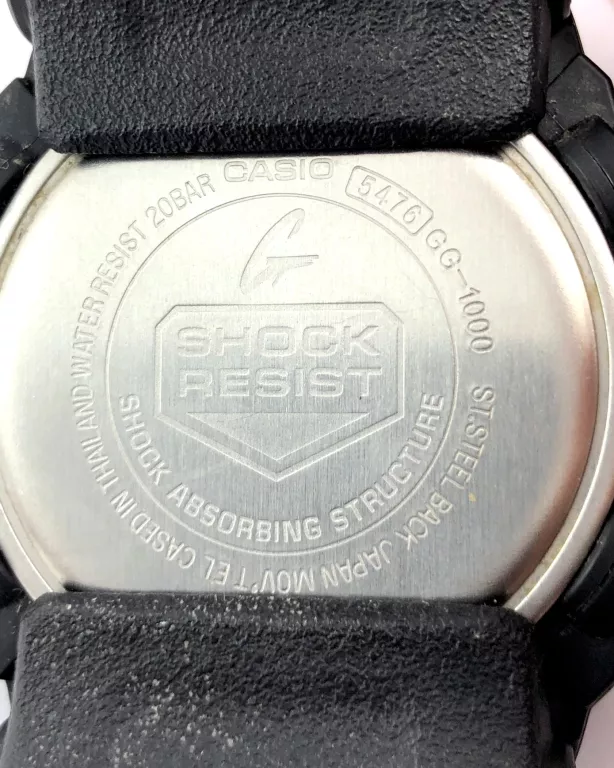 CASIO 5476 GG-1000 ST.STEEL BACK JAPAN MOV'T EL CASED IN THAILAND WATER RESIST 20BAR
G
SHOCK
RESIST
SHOCK ABSORBING STRUCTURE